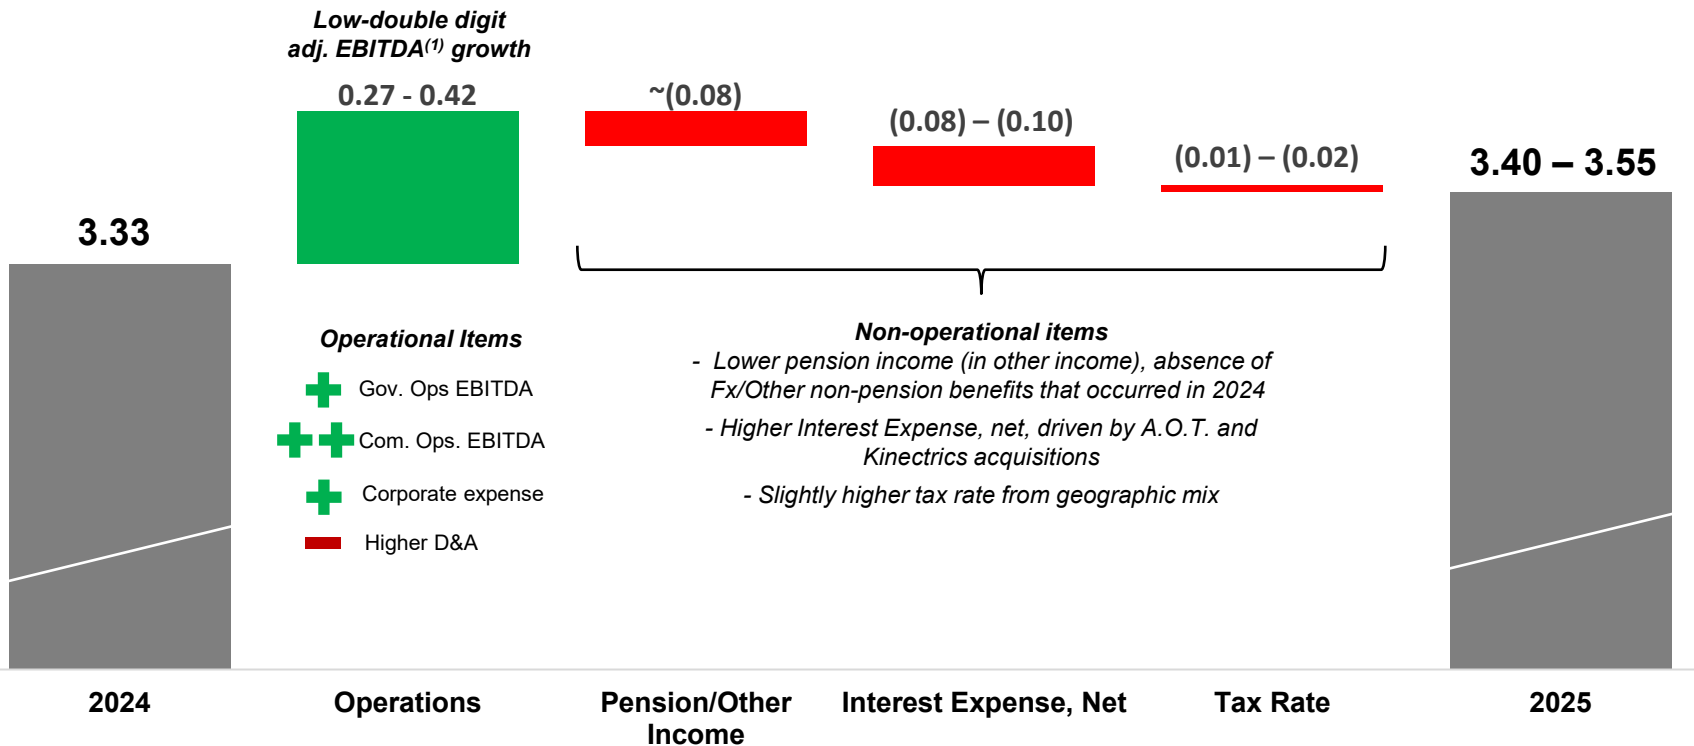 Low-double digit
adj. EBITDA(1) growth
0.27 - 0.42
~(0.08)
(0.08) – (0.10)
(0.01) – (0.02)
3.40 – 3.55
3.33
Operational Items
Gov. Ops EBITDA
Com. Ops. EBITDA
Corporate expense
Higher D&A
Non-operational items
- Lower pension income (in other income), absence of
Fx/Other non-pension benefits that occurred in 2024
- Higher Interest Expense, net, driven by A.O.T. and
Kinectrics acquisitions
- Slightly higher tax rate from geographic mix
2024
Operations
Pension/Other
Income
Interest Expense, Net
Tax Rate
2025